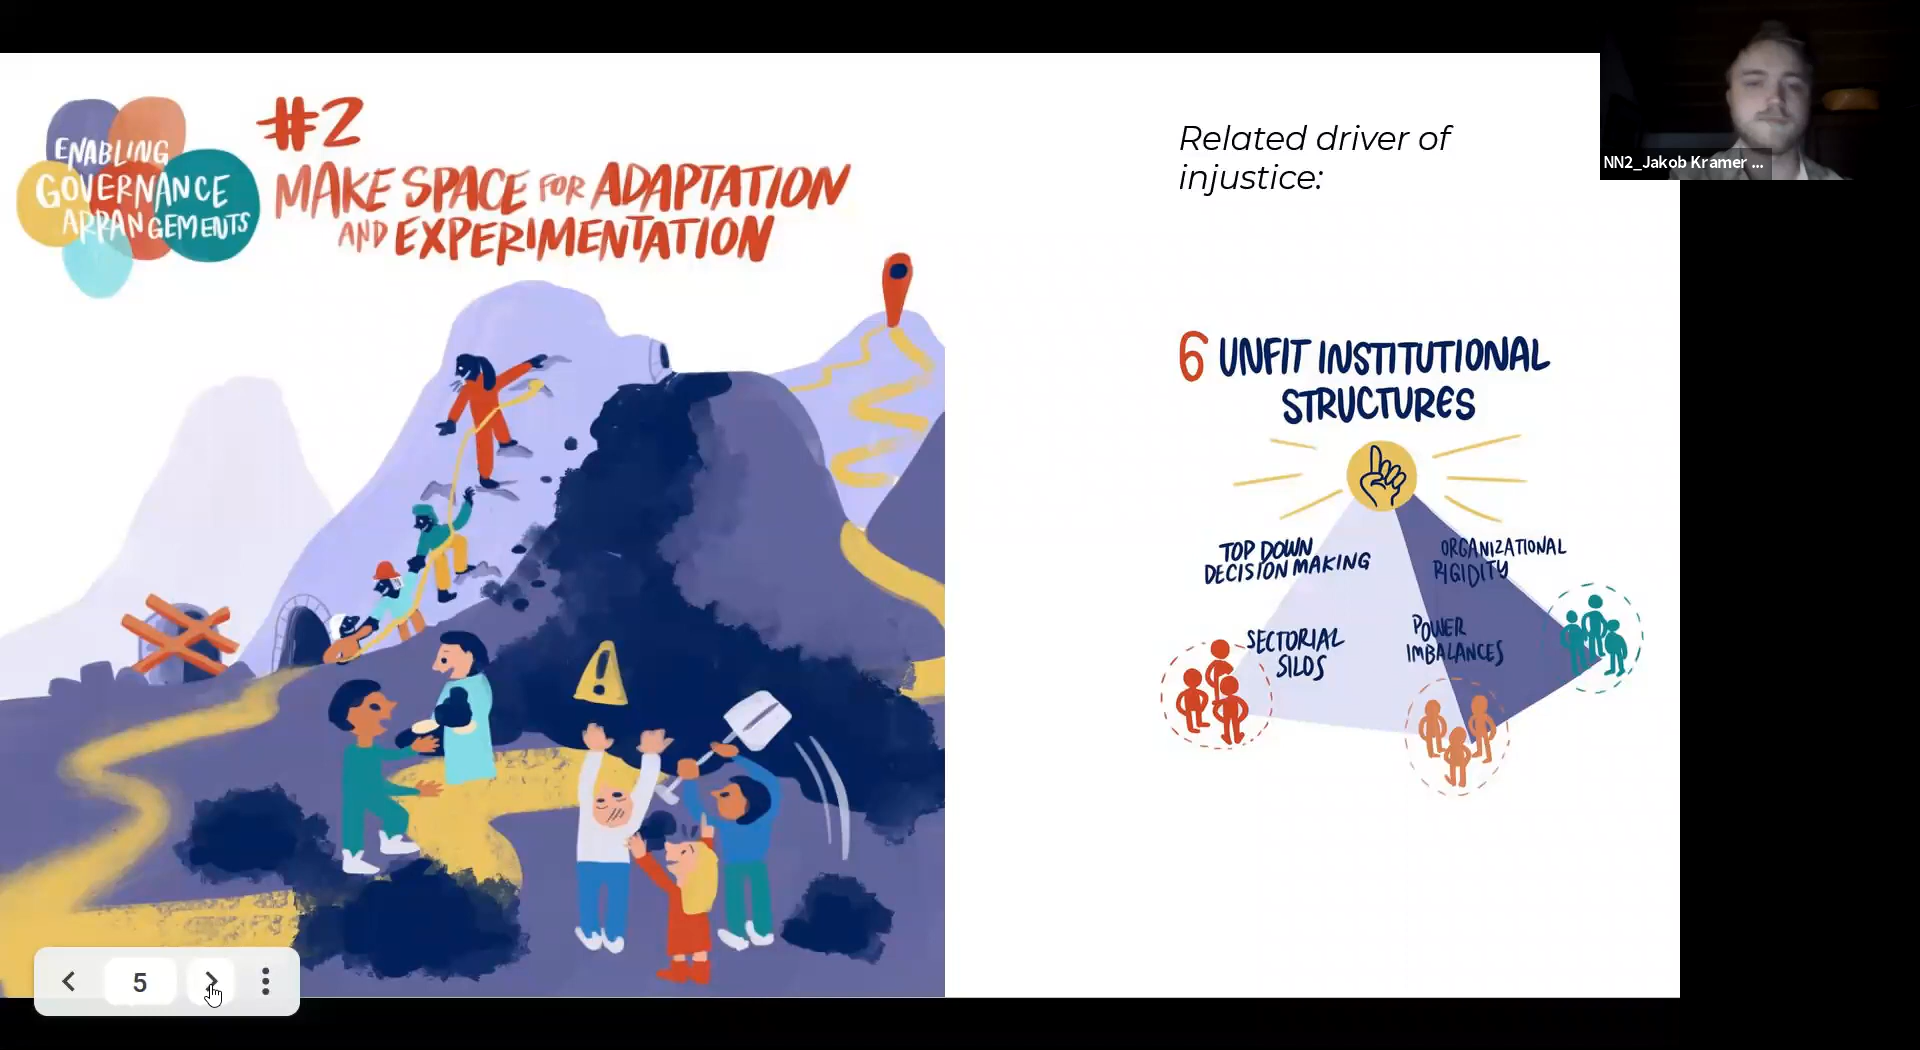 ENABLING
GOVERNANCE
ARRANGEMENTS
#2
MAKE SPACE FOR ADAPTATION
AND EXPERIMENTATION
Related driver of
injustice:
6 UNFIT INSTITUTIONAL
STRUCTURES
TOP DOWN
DECISION MAKING
ORGANIZATIONAL
RIGIDITY
SECTORIAL
SILOS
POWER
IMBALANCES
NN2_Jakob Kramer ...
5